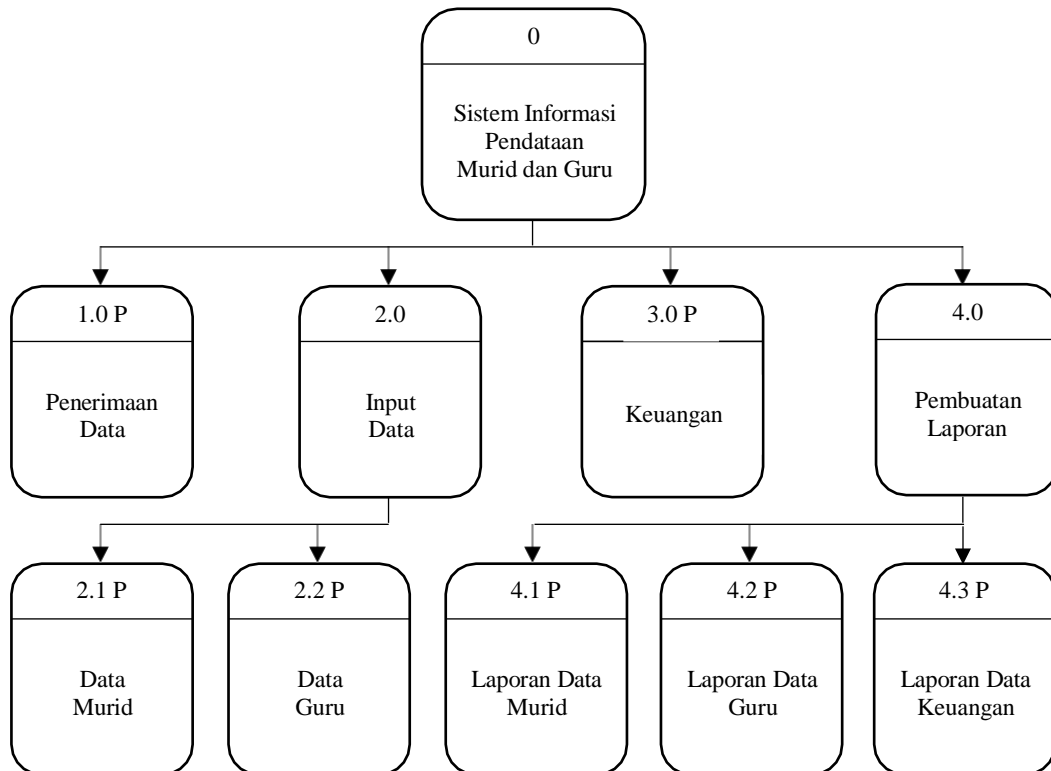 0
Sistem Informasi
Pendataan
Murid dan Guru
1.0 P
Penerimaan
Data
2.0
Input
Data
3.0 P
Keuangan
4.0
Pembuatan
Laporan
2.1 P
Data
Murid
2.2 P
Data
Guru
4.1 P
Laporan Data
Murid
4.2 P
Laporan Data
Guru
4.3 P
Laporan Data
Keuangan